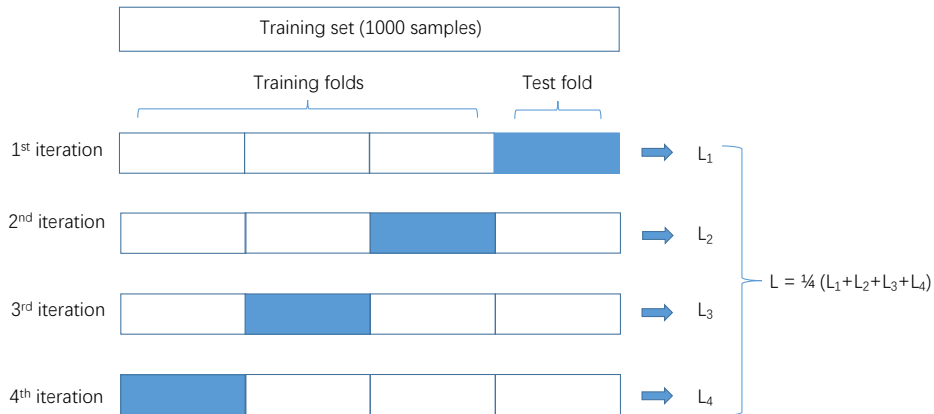 Training set (1000 samples)
Training folds
Test fold
1st iteration
L1
2nd iteration
L2
L = ¼ (L1+L2+L3+L4)
3rd iteration
L3
4th iteration
L4